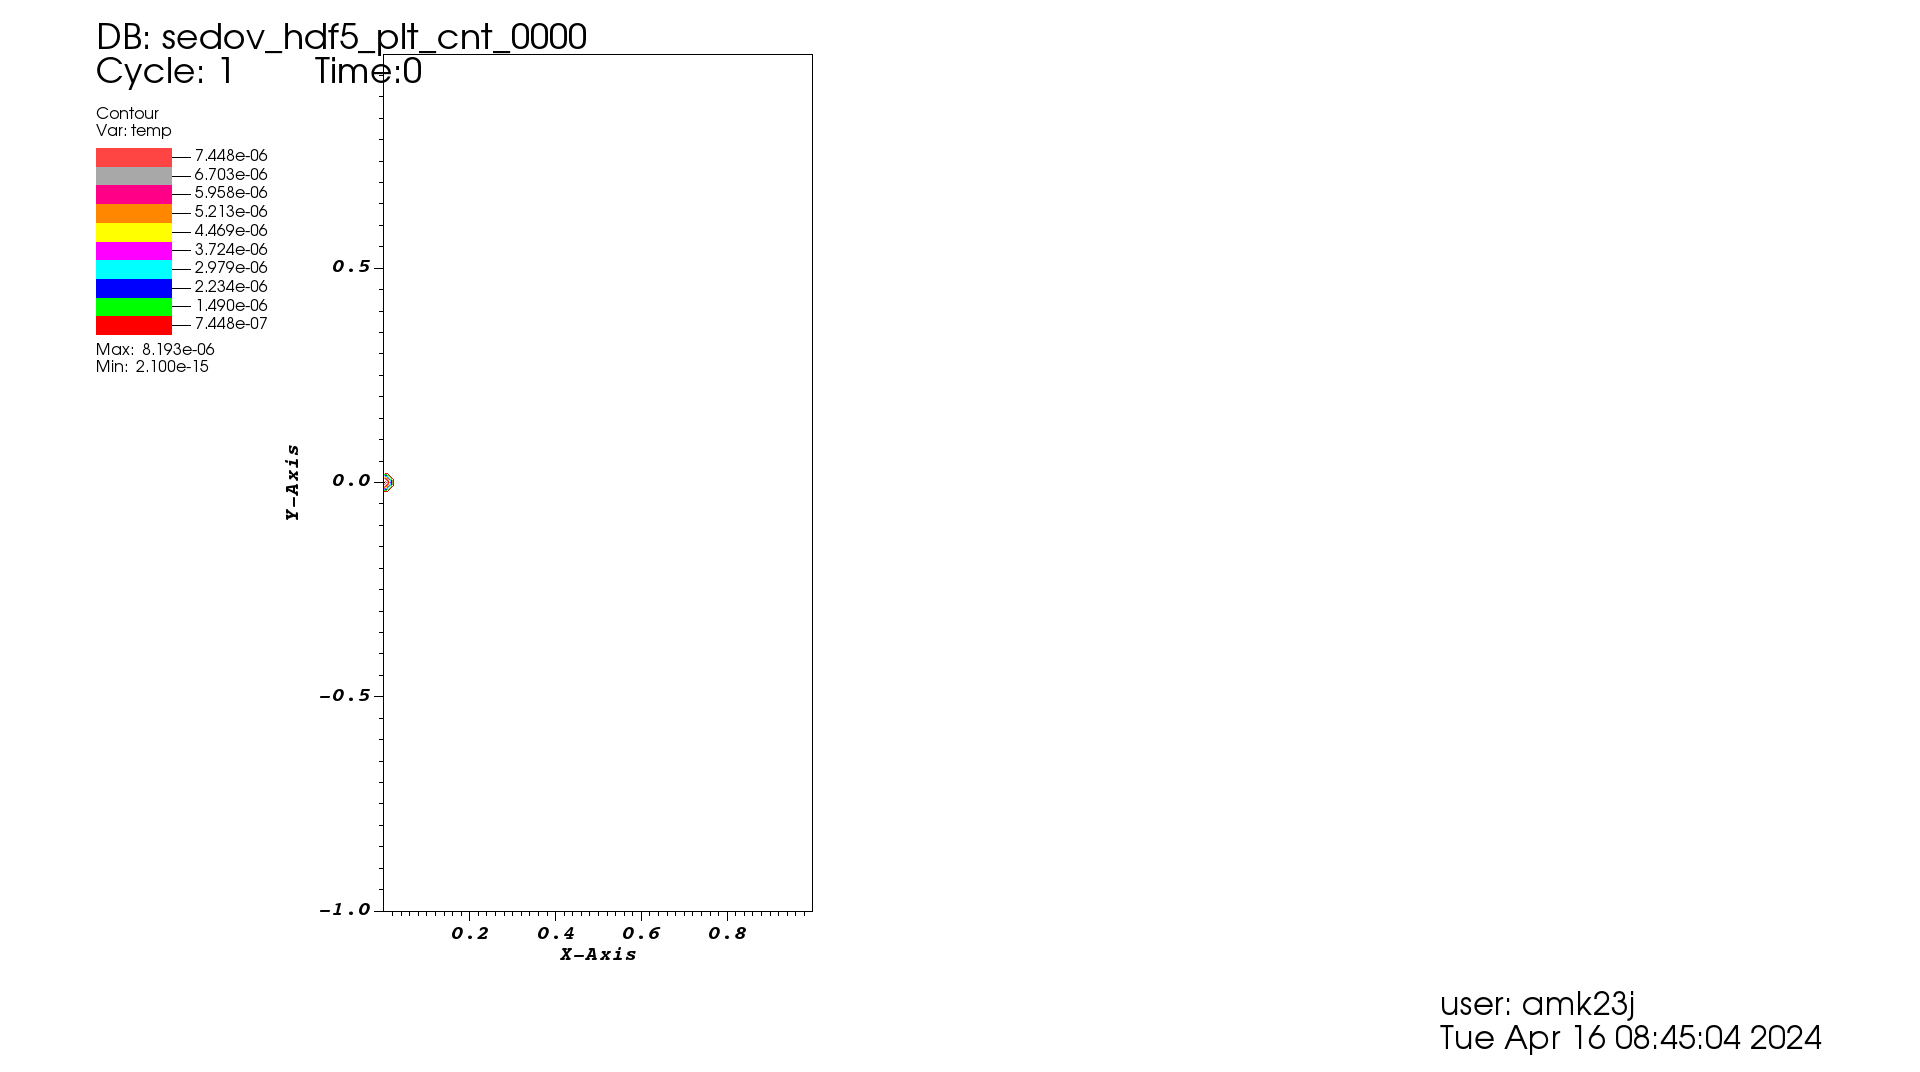 DB: sedov_hdf5_plt_cnt_0000
Cycle: 1 Time:0
Contour
Var: temp
7.448e-06
6.703e-06
5.958e-06
5.213e-06
4.469e-06
3.724e-06
2.979e-06
2.234e-06
1.490e-06
7.448e-07
Max: 8.193e-06
Min: 2.100e-15
0.5
0.0
-0.5
-1.0
Y-Axis
0.2 0.4 0.6 0.8
X-Axis
user: amk23j
Tue Apr 16 08:45:04 2024